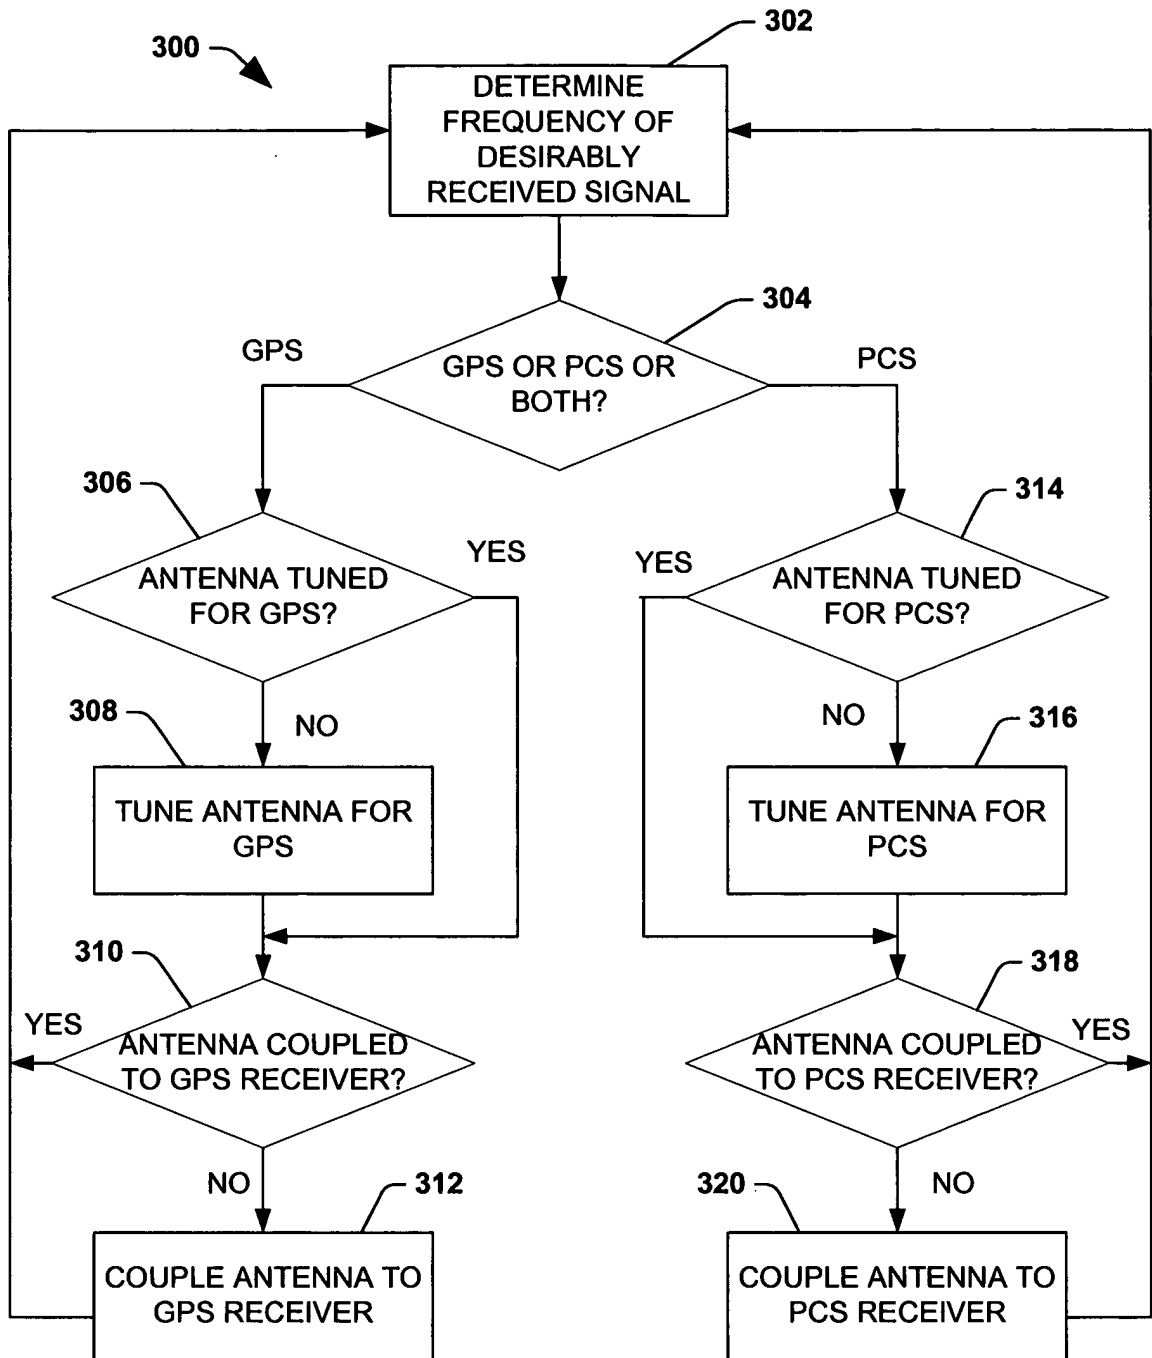 302
300
DETERMINE
FREQUENCY OF
DESIRABLY
RECEIVED SIGNAL
304
GPS
PCS
GPS OR PCS OR
BOTH?
306
314
YES
YES
ANTENNA TUNED
FOR GPS?
ANTENNA TUNED
FOR PCS?
308
NO
NO
316
TUNE ANTENNA FOR
GPS
TUNE ANTENNA FOR
PCS
310
318
YES
YES
ANTENNA COUPLED
TO GPS RECEIVER?
ANTENNA COUPLED
TO PCS RECEIVER?
NO
312
320
NO
COUPLE ANTENNA TO
GPS RECEIVER
COUPLE ANTENNA TO
PCS RECEIVER